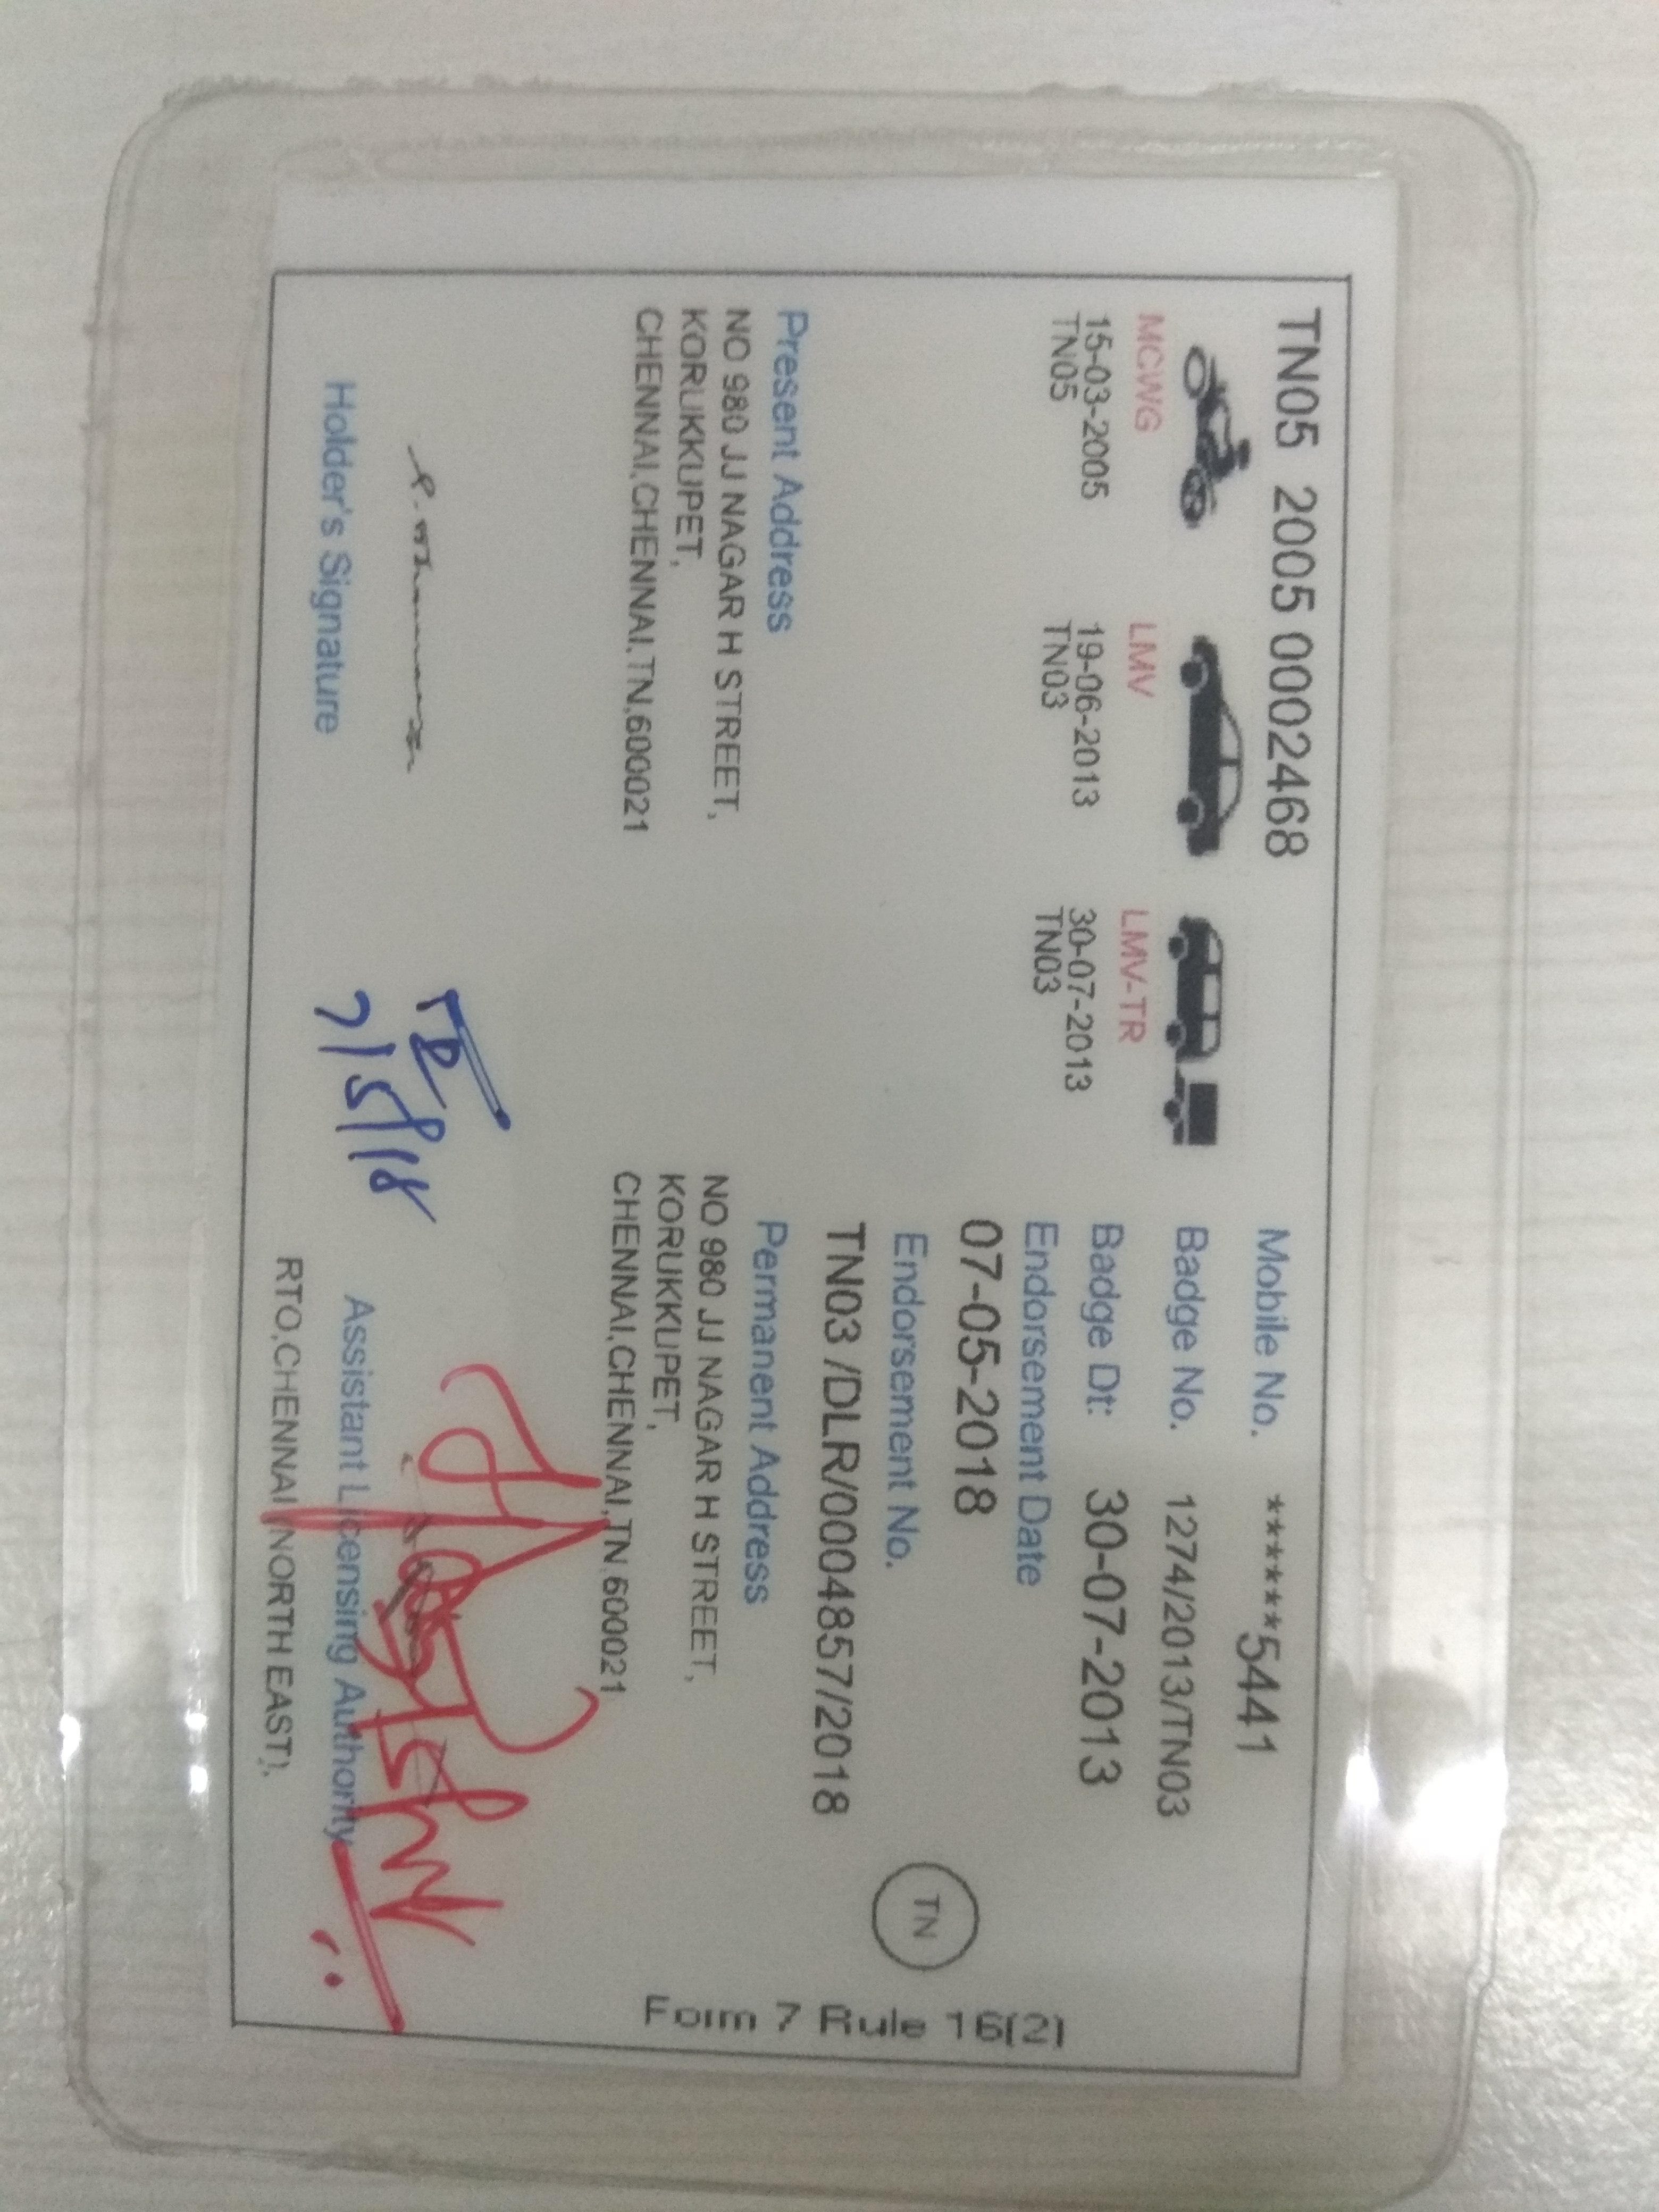 TN05 2005 0002468
MCWG
15-03-2005
TN05
LMV
19-06-2013
TN03
LMV-TR
30-07-2013
TN03
Mobile No. ******5441
Badge No. 1274/2013/TN03
Badge Dt: 30-07-2013
Endorsement Date
07-05-2018
Endorsement No.
TN03 /DLR/0004857/2018
TN
Form 7 Rule 16(2)
Present Address
NO 980 JJ NAGAR H STREET,
KORUKKUPET,
CHENNAI,CHENNAI,TN,600021
Permanent Address
NO 980 JJ NAGAR H STREET,
KORUKKUPET,
CHENNAI,CHENNAI,TN,600021
Holder's Signature
7/5/18
Assistant Licensing Authority
RTO,CHENNAI (NORTH EAST),